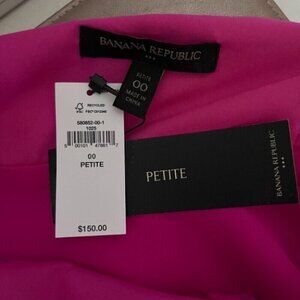 BANANA REPUBLIC
PETITE
00
MADE IN
CHINA
RECYCLED
FSC
580852-00-1
1025
00
PETITE
$150.00
PETITE
BANANA REPUBLIC